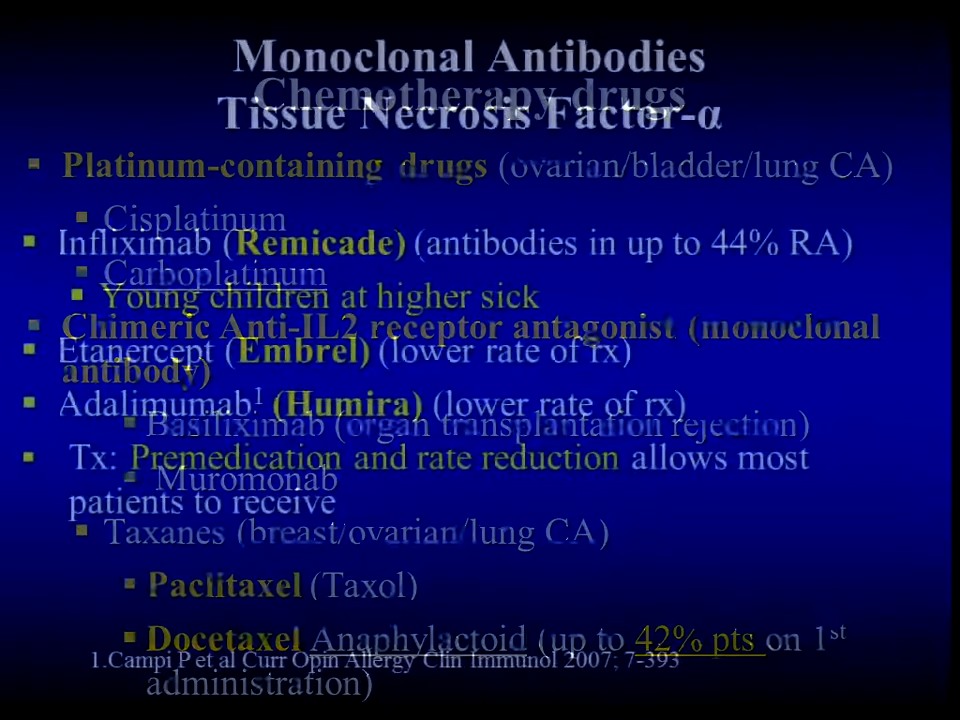 Monoclonal Antibodies
Chemotherapy drugs
Tissue Necrosis Factor-α
▪ Platinum-containing drugs (ovarian/bladder/lung CA)
▪ Cisplatinum
▪ Infliximab (Remicade) (antibodies in up to 44% RA)
▪ Carboplatinum
▪ Young children at higher sick
▪ Chimeric Anti-IL2 receptor antagonist (monoclonal
▪ Etanercept (Embrel) (lower rate of rx)
antibody)
▪ Adalimumab¹ (Humira) (lower rate of rx)
▪ Basiliximab (organ transplantation rejection)
▪ Tx: Premedication and rate reduction allows most
▪ Muromonab
patients to receive
▪ Taxanes (breast/ovarian/lung CA)
▪ Paclitaxel (Taxol)
▪ Docetaxel Anaphylactoid (up to 42% pts on 1st
1.Campi P et al Curr Opin Allergy Clin Immunol 2007; 7-393
administration)